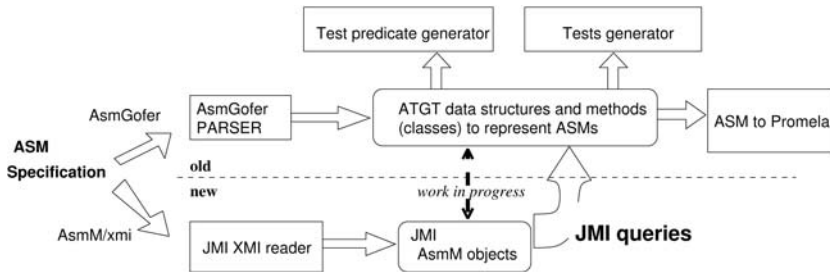 Test predicate generator
Tests generator
AsmGofer
AsmGofer
PARSER
ATGT data structures and methods
(classes) to represent ASMs
ASM to Promela
ASM
Specification
old
new
work in progress
AsmM/xmi
JMI XMI reader
JMI
AsmM objects
JMI queries